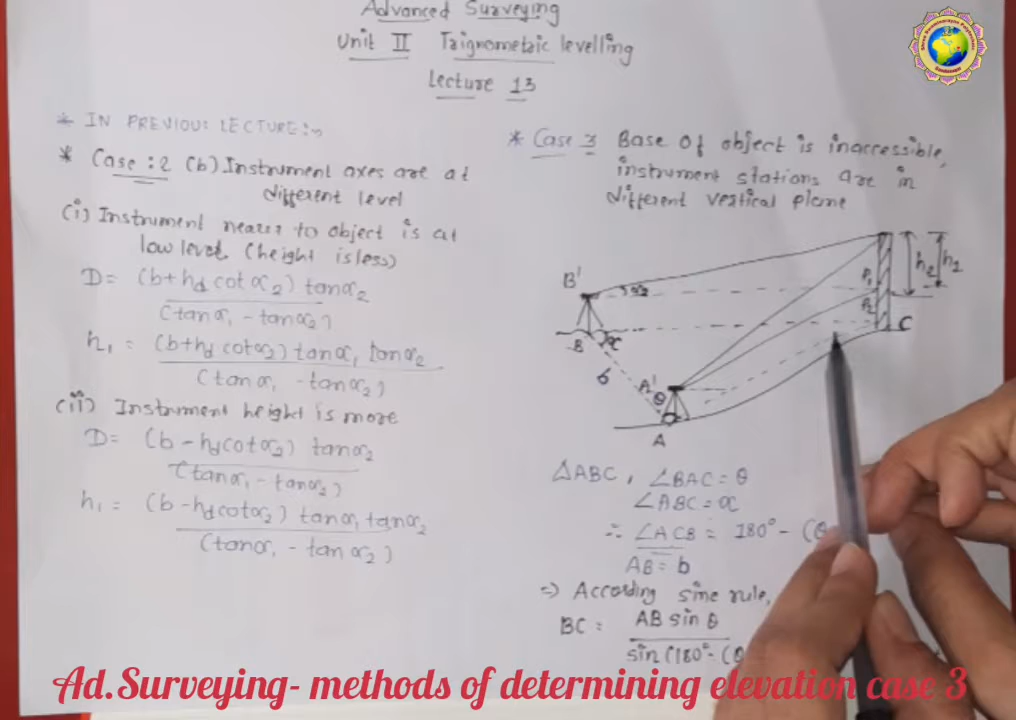 Advanced Surveying
Unit II Trignometric levelling
Lecture 13
* IN PREVIOUS LECTURE:→
* Case : 2 (b) Instrument axes are at
different level
(i) Instrument nearer to object is at
low level. (height is less)
D = (b+hd cot α2) tan α2
(tan α1 - tan α2)
h1 = (b+hd cot α2) tan α1 tan α2
(tan α1 - tan α2)
(ii) Instrument height is more
D = (b - hd cot α2) tan α2
(tan α1 - tan α2)
h1 = (b - hd cot α2) tan α1 tan α2
(tan α1 - tan α2)
* Case 3 Base Of object is inaccessible,
instrument stations are in
different vertical plane
B'
α2
P1
P2
h2
h1
C
B
α
b
A'
θ
A
△ABC, ∠BAC = θ
∠ABC = α
∴ ∠ACB = 180° - (θ
AB = b
⇒ According sine rule,
BC = AB sin θ
sin (180° - (θ
Ad.Surveying- methods of determining elevation case 3